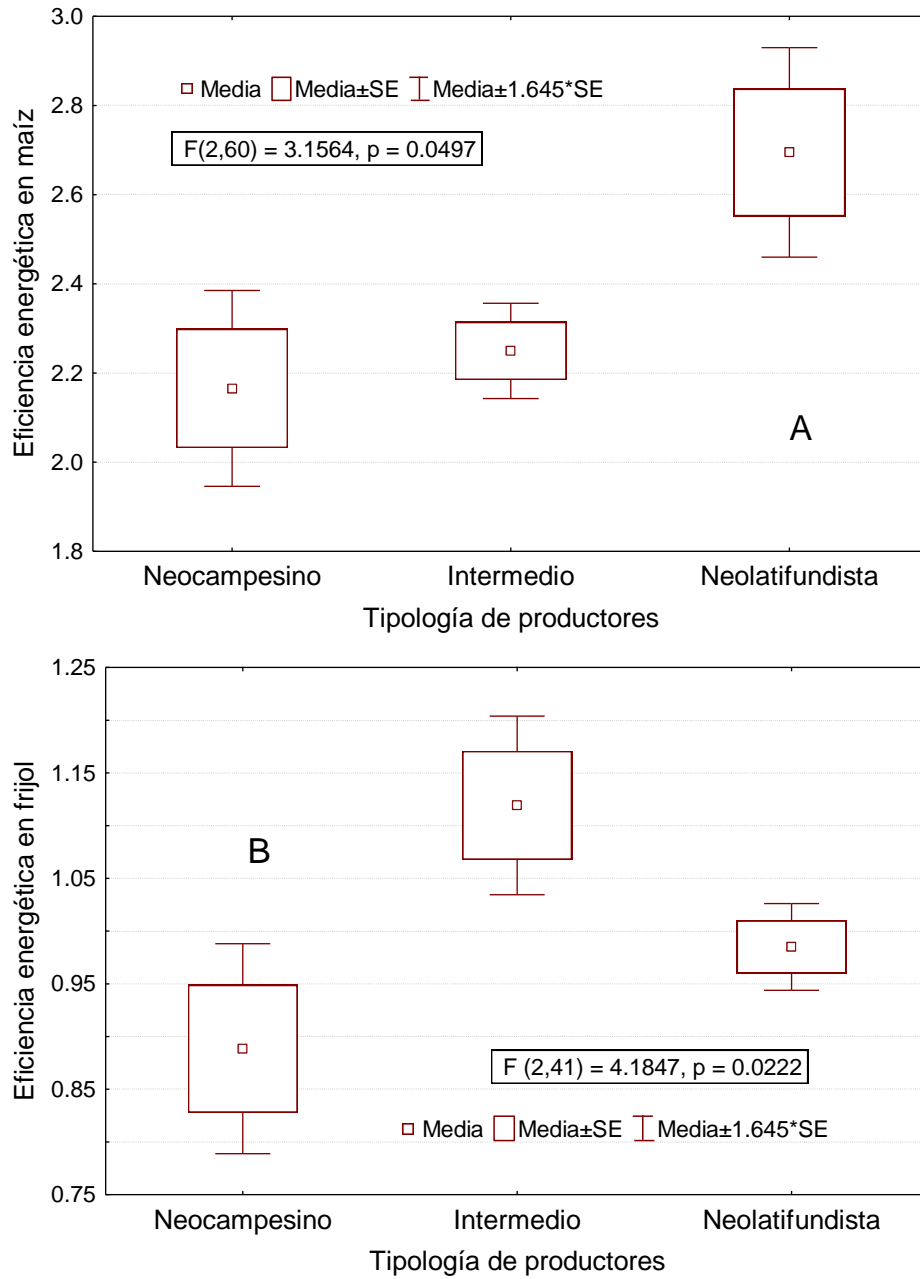 3.0
Media Media±SE Media±1.645*SE
2.8
F(2,60) = 3.1564, p = 0.0497
2.6
2.4
2.2
A
2.0
1.8
Eficiencia energética en maíz
Neocampesino Intermedio Neolatifundista
Tipología de productores
1.25
1.15
B
1.05
0.95
F (2,41) = 4.1847, p = 0.0222
0.85
Media Media±SE Media±1.645*SE
0.75
Eficiencia energética en frijol
Neocampesino Intermedio Neolatifundista
Tipología de productores